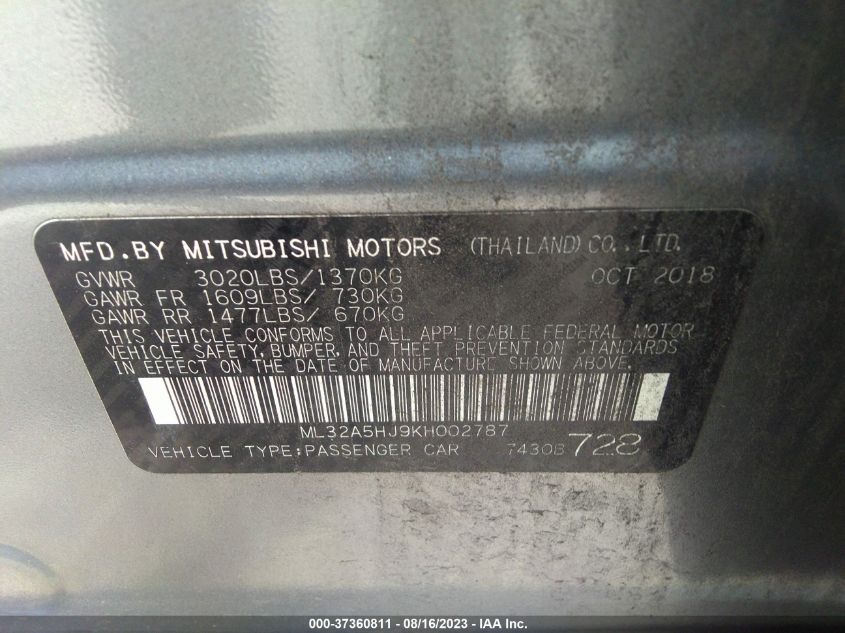 MFD.BY MITSUBISHI MOTORS (THAILAND) CO.,LTD.
GVWR 3020LBS/1370KG OCT 2018
GAWR FR 1609LBS/ 730KG
GAWR RR 1477LBS/ 670KG
THIS VEHICLE CONFORMS TO ALL APPLICABLE FEDERAL MOTOR
VEHICLE SAFETY, BUMPER, AND THEFT PREVENTION STANDARDS
IN EFFECT ON THE DATE OF MANUFACTURE SHOWN ABOVE.
ML32A5HJ9KH002787
VEHICLE TYPE:PASSENGER CAR 7430B 728
000-37360811 - 08/16/2023 - IAA Inc.